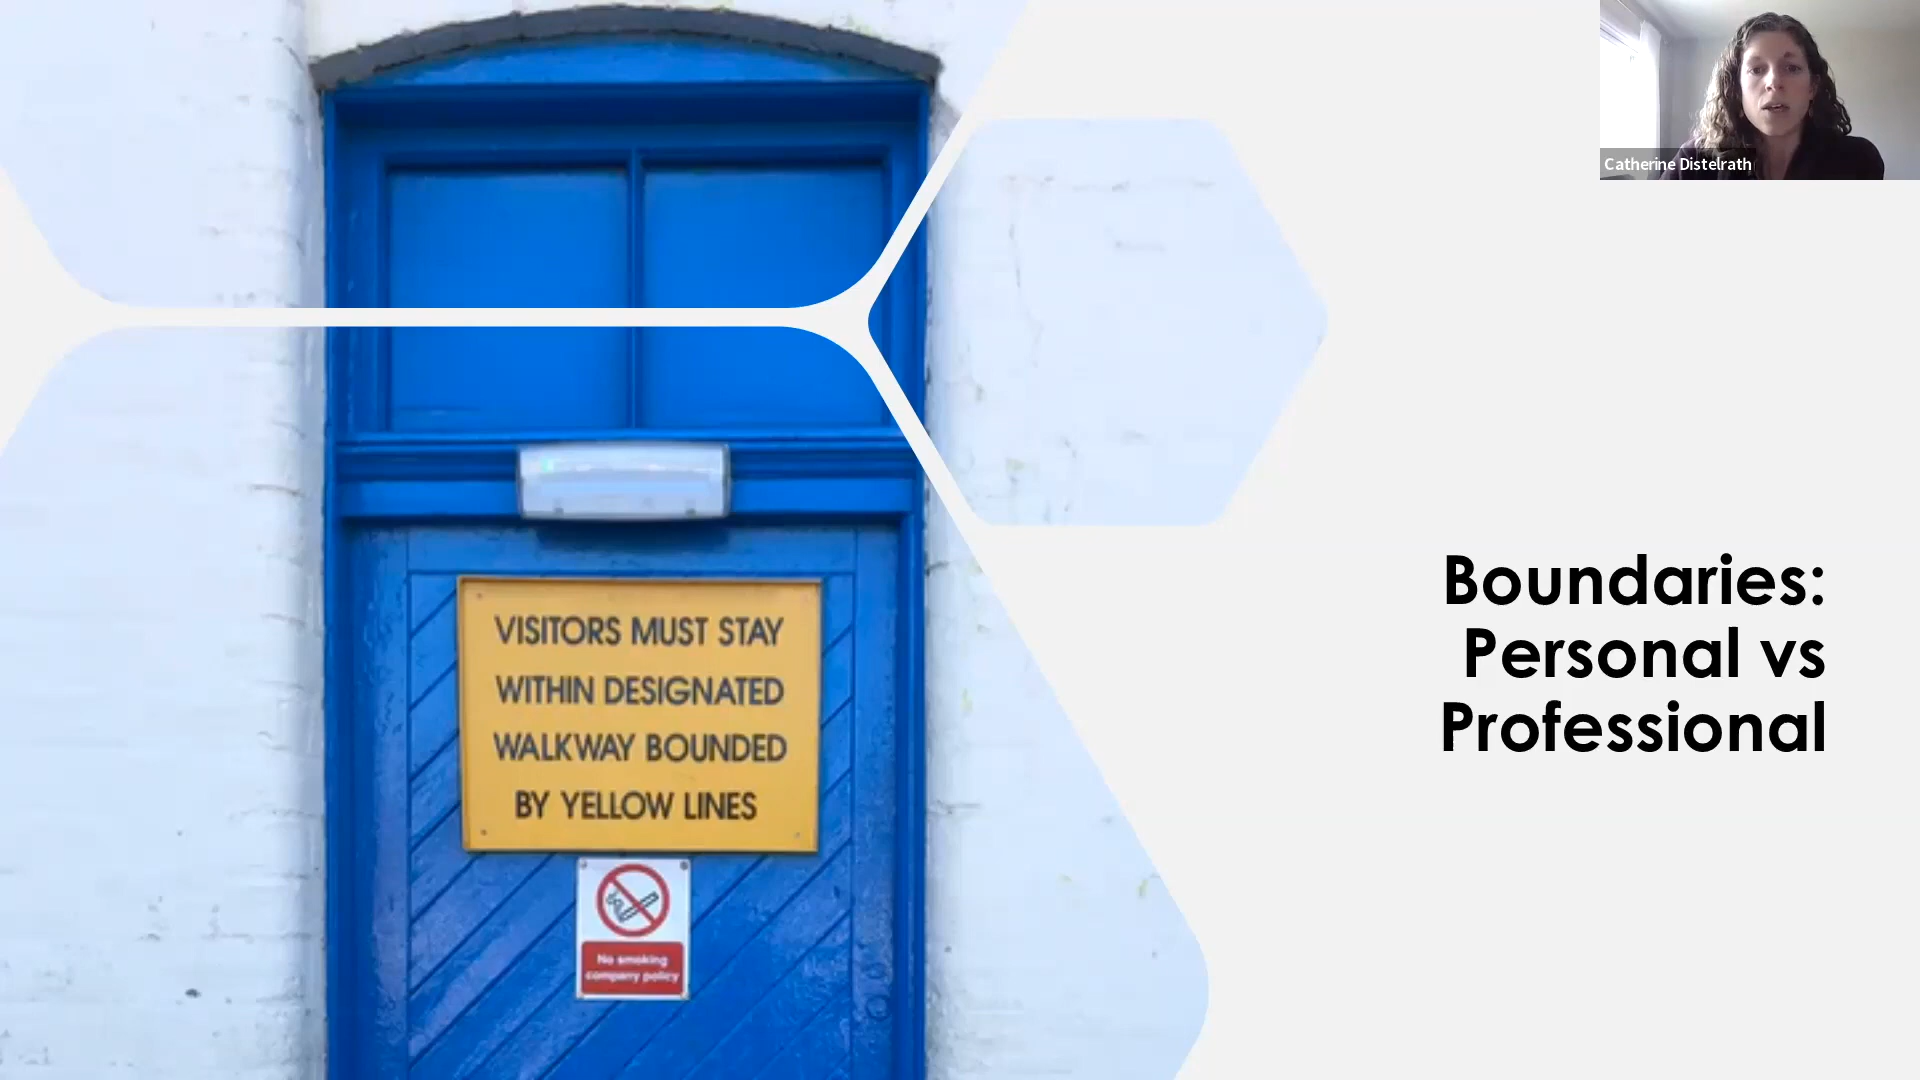 Catherine Distelrath
VISITORS MUST STAY
WITHIN DESIGNATED
WALKWAY BOUNDED
BY YELLOW LINES
No smoking
company policy
Boundaries:
Personal vs
Professional